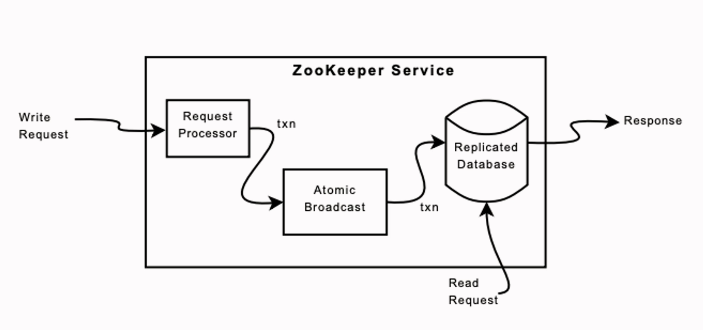 ZooKeeper Service
Write
Request
Request
Processor
txn
Atomic
Broadcast
txn
Replicated
Database
Response
Read
Request